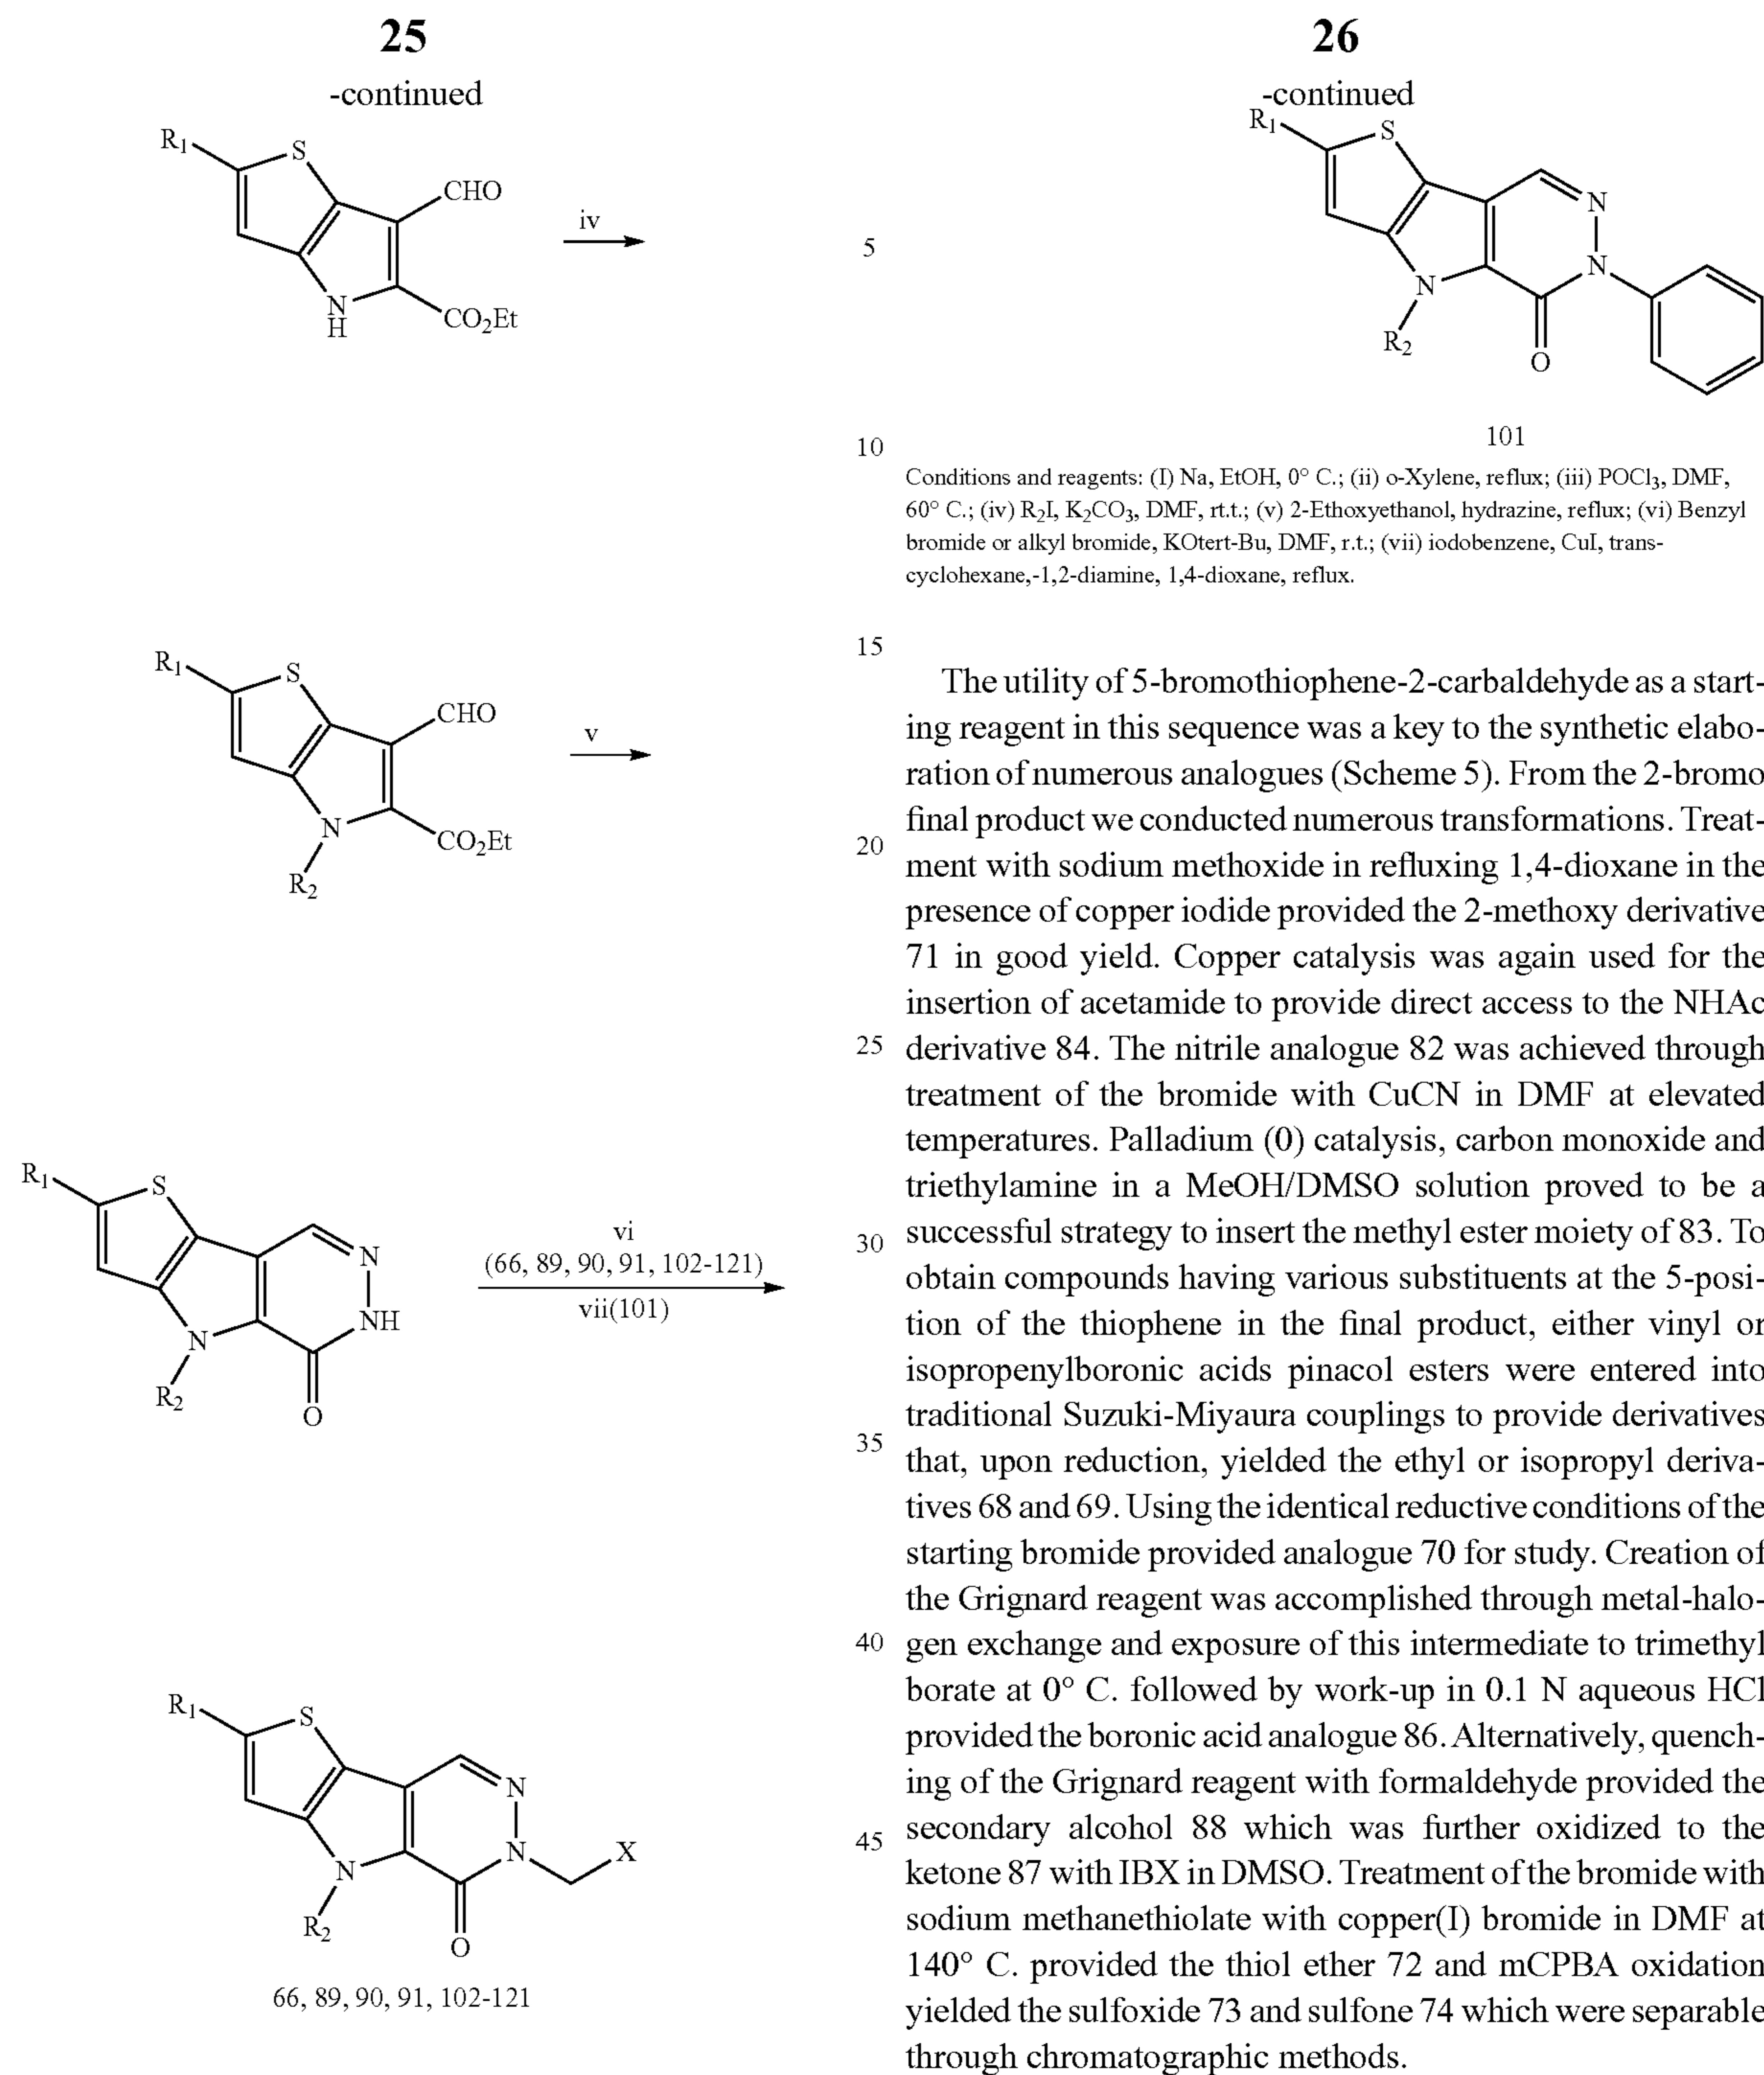 25
-continued
R1
S
CHO
iv
N
H
CO2Et
R1
S
CHO
v
N
CO2Et
R2
R1
S
N
vi
(66, 89, 90, 91, 102-121)
NH
vii(101)
N
R2
O
R1
S
N
N
X
N
R2
O
66, 89, 90, 91, 102-121
5
10
15
20
25
30
35
40
45
26
-continued
R1
S
N
N
N
R2
O
101
Conditions and reagents: (I) Na, EtOH, 0° C.; (ii) o-Xylene, reflux; (iii) POCl3, DMF,
60° C.; (iv) R2I, K2CO3, DMF, rt.t.; (v) 2-Ethoxyethanol, hydrazine, reflux; (vi) Benzyl
bromide or alkyl bromide, KOtert-Bu, DMF, r.t.; (vii) iodobenzene, CuI, trans-
cyclohexane,-1,2-diamine, 1,4-dioxane, reflux.
The utility of 5-bromothiophene-2-carbaldehyde as a start-
ing reagent in this sequence was a key to the synthetic elabo-
ration of numerous analogues (Scheme 5). From the 2-bromo
final product we conducted numerous transformations. Treat-
ment with sodium methoxide in refluxing 1,4-dioxane in the
presence of copper iodide provided the 2-methoxy derivative
71 in good yield. Copper catalysis was again used for the
insertion of acetamide to provide direct access to the NHAc
derivative 84. The nitrile analogue 82 was achieved through
treatment of the bromide with CuCN in DMF at elevated
temperatures. Palladium (0) catalysis, carbon monoxide and
triethylamine in a MeOH/DMSO solution proved to be a
successful strategy to insert the methyl ester moiety of 83. To
obtain compounds having various substituents at the 5-posi-
tion of the thiophene in the final product, either vinyl or
isopropenylboronic acids pinacol esters were entered into
traditional Suzuki-Miyaura couplings to provide derivatives
that, upon reduction, yielded the ethyl or isopropyl deriva-
tives 68 and 69. Using the identical reductive conditions of the
starting bromide provided analogue 70 for study. Creation of
the Grignard reagent was accomplished through metal-halo-
gen exchange and exposure of this intermediate to trimethyl
borate at 0° C. followed by work-up in 0.1 N aqueous HCl
provided the boronic acid analogue 86. Alternatively, quench-
ing of the Grignard reagent with formaldehyde provided the
secondary alcohol 88 which was further oxidized to the
ketone 87 with IBX in DMSO. Treatment of the bromide with
sodium methanethiolate with copper(I) bromide in DMF at
140° C. provided the thiol ether 72 and mCPBA oxidation
yielded the sulfoxide 73 and sulfone 74 which were separable
through chromatographic methods.